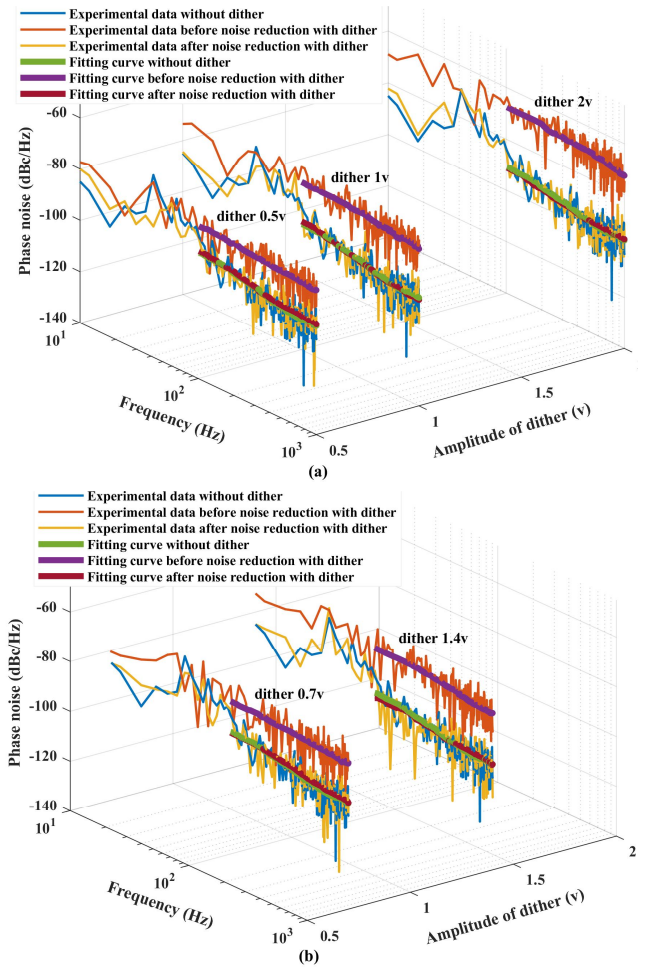 Experimental data without dither
Experimental data before noise reduction with dither
Experimental data after noise reduction with dither
Fitting curve without dither
Fitting curve before noise reduction with dither
Fitting curve after noise reduction with dither
dither 2v
dither 1v
dither 0.5v
Phase noise (dBc/Hz)
-60
-80
-100
-120
-140
10¹
10²
10³
Frequency (Hz)
0.5
1
1.5
Amplitude of dither (v)
(a)
Experimental data without dither
Experimental data before noise reduction with dither
Experimental data after noise reduction with dither
Fitting curve without dither
Fitting curve before noise reduction with dither
Fitting curve after noise reduction with dither
dither 1.4v
dither 0.7v
Phase noise (dBc/Hz)
-60
-80
-100
-120
-140
10¹
10²
10³
Frequency (Hz)
0.5
1
1.5
2
Amplitude of dither (v)
(b)